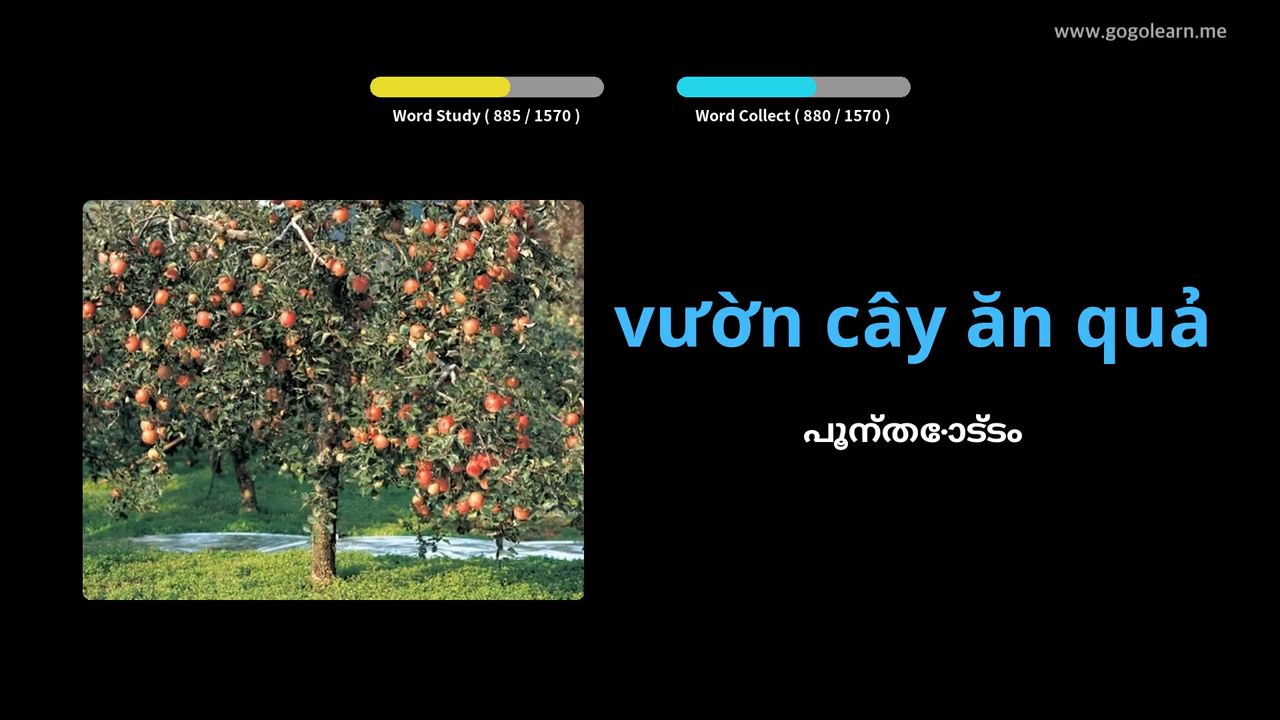 www.gogolearn.me
Word Study ( 885 / 1570 )
Word Collect ( 880 / 1570 )
vườn cây ăn quả
പൂന്തോട്ടം